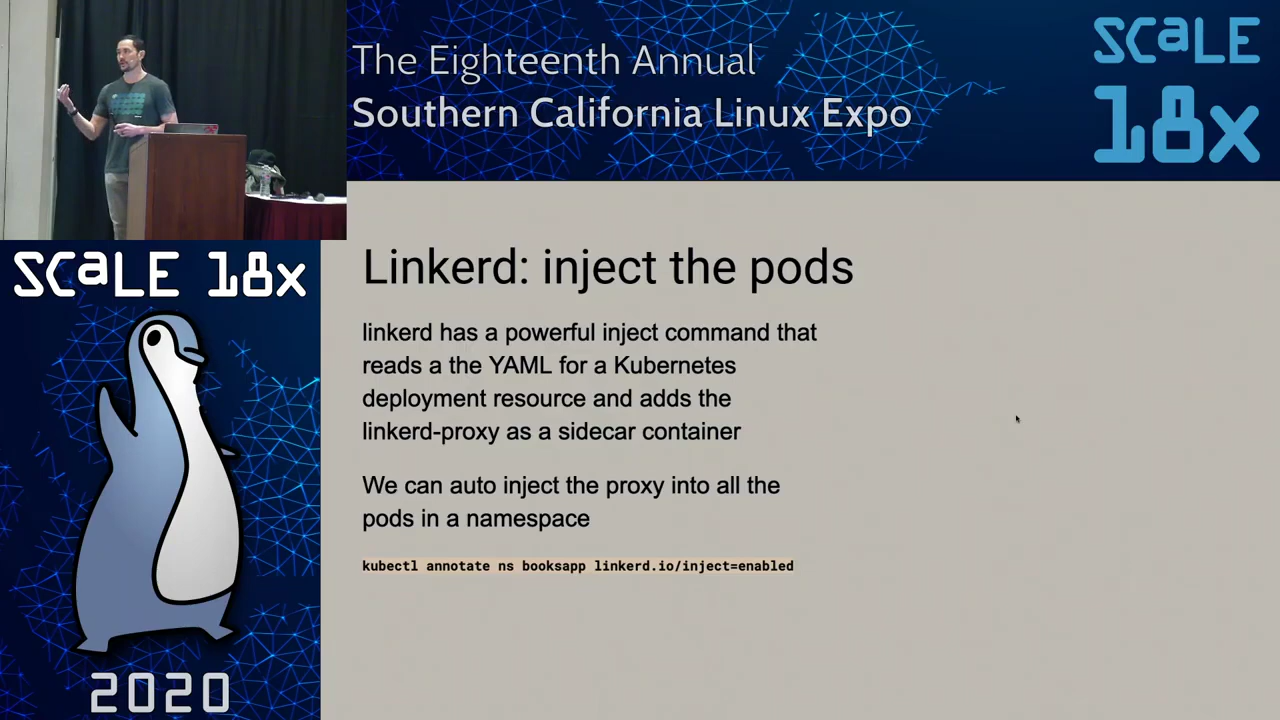 The Eighteenth Annual
Southern California Linux Expo
SCaLE
18x
SCaLE 18x
2020
Linkerd: inject the pods
linkerd has a powerful inject command that
reads a the YAML for a Kubernetes
deployment resource and adds the
linkerd-proxy as a sidecar container
We can auto inject the proxy into all the
pods in a namespace
kubectl annotate ns booksapp linkerd.io/inject=enabled